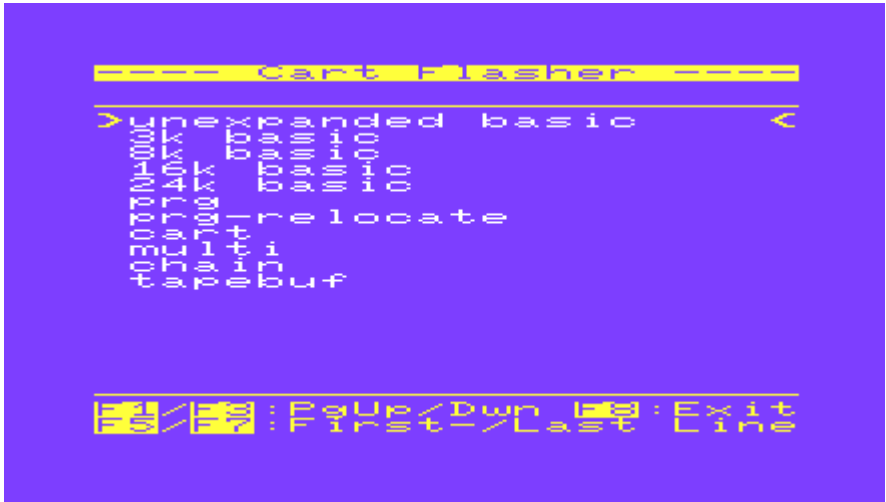 ---- Cart Flasher ----
>unexpanded basic <
3k basic
8k basic
16k basic
24k basic
prg
prg-relocate
cart
multi
chain
tapebuf
F1/F3:PgUp/Dwn F8:Exit
F5/F7:First-/Last Line